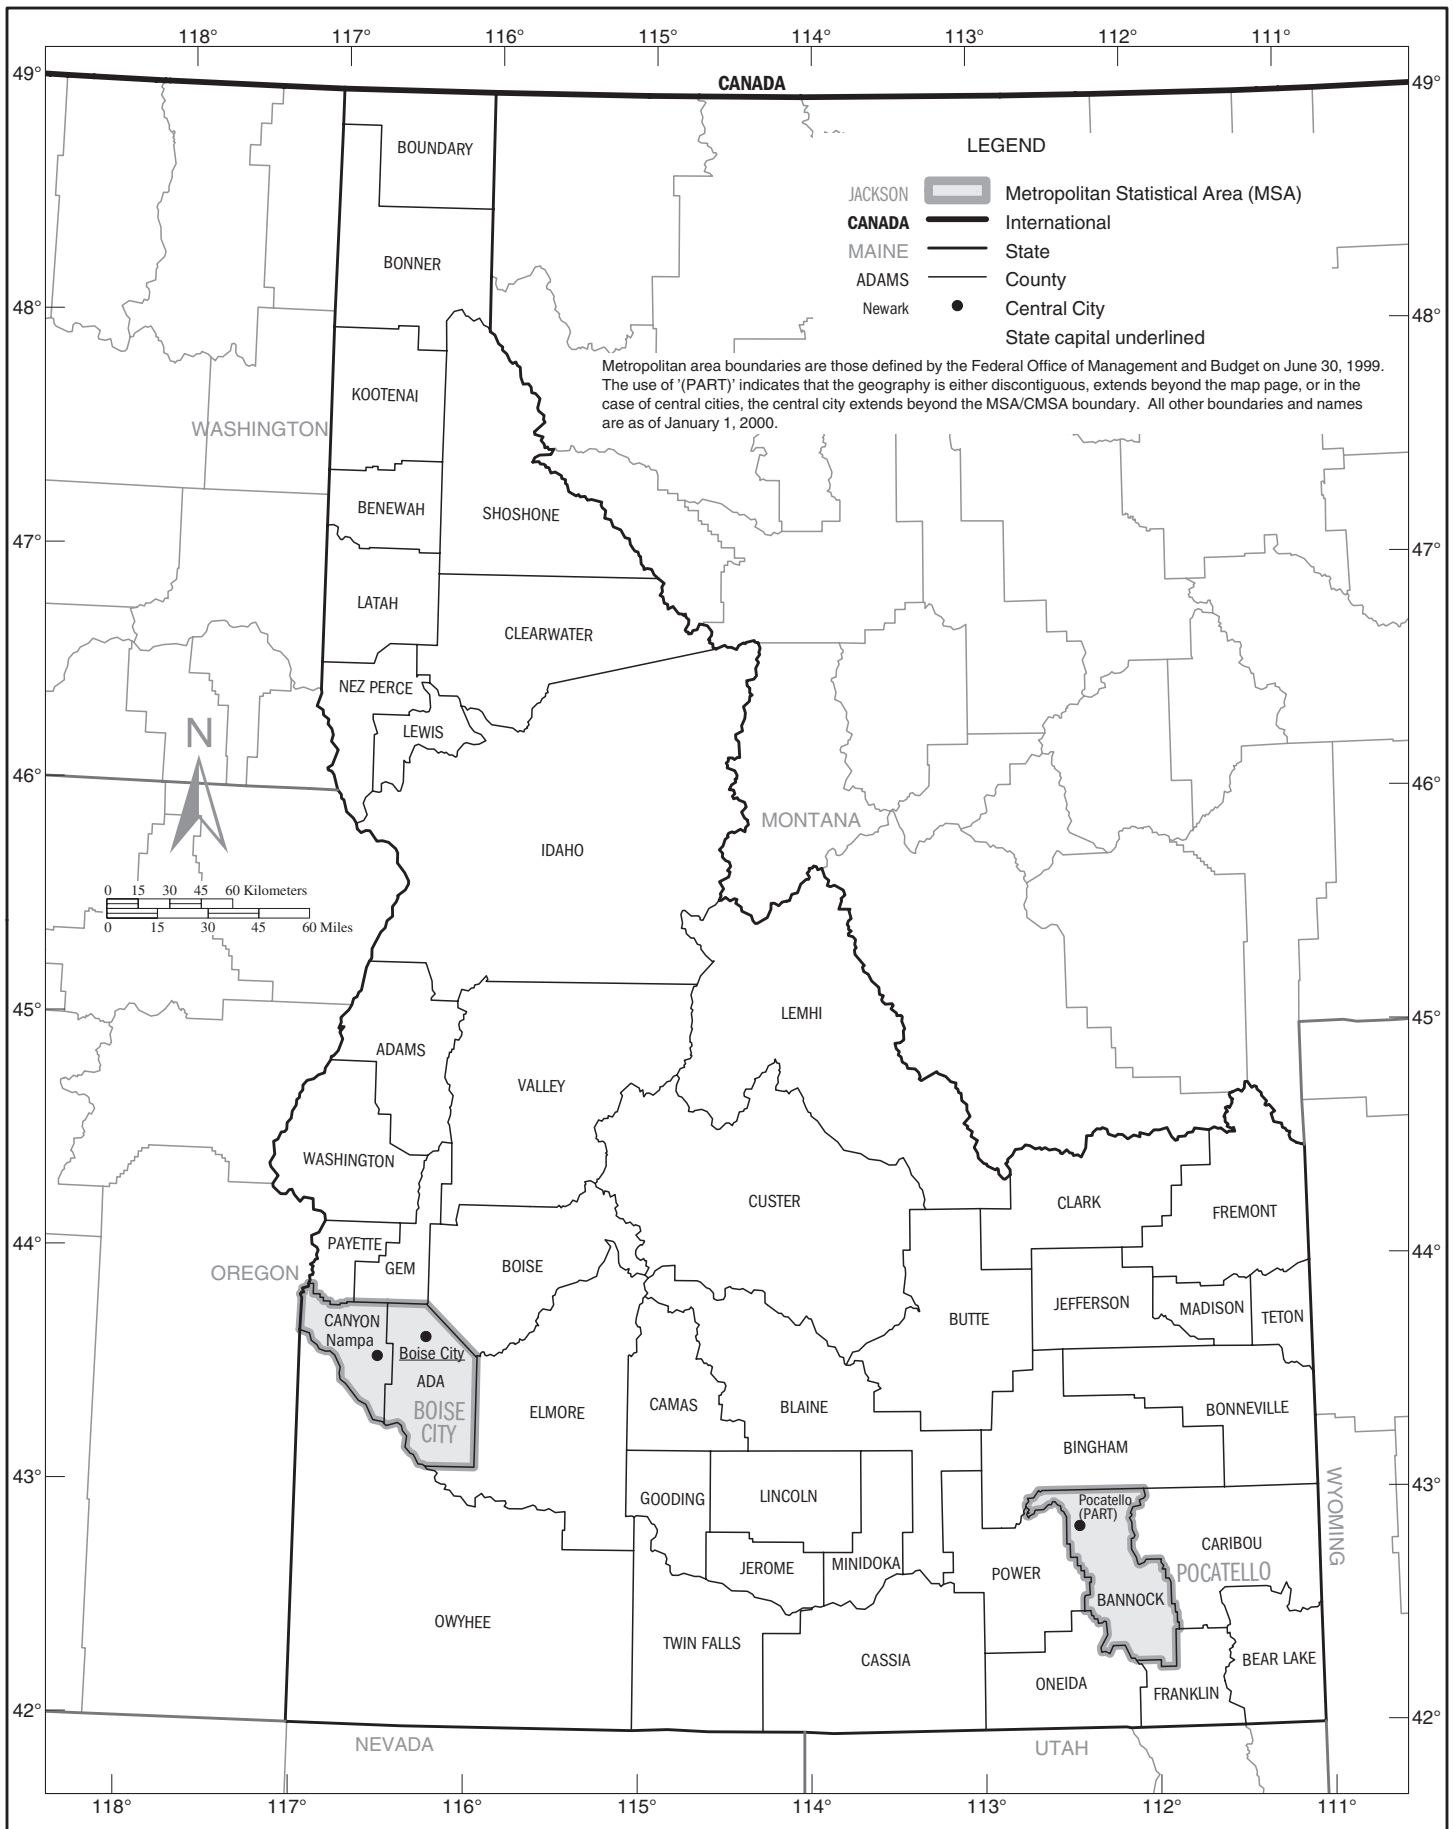 118° 117° 116° 115° 114° 113° 112° 111°
49° 49°
CANADA
LEGEND
JACKSON Metropolitan Statistical Area (MSA)
CANADA International
MAINE State
ADAMS County
Newark Central City
State capital underlined
Metropolitan area boundaries are those defined by the Federal Office of Management and Budget on June 30, 1999.
The use of '(PART)' indicates that the geography is either discontiguous, extends beyond the map page, or in the
case of central cities, the central city extends beyond the MSA/CMSA boundary. All other boundaries and names
are as of January 1, 2000.
BOUNDARY
BONNER
48° 48°
KOOTENAI
WASHINGTON
BENEWAH
SHOSHONE
47° 47°
LATAH
CLEARWATER
NEZ PERCE
LEWIS
N
46° 46°
MONTANA
IDAHO
0 15 30 45 60 Kilometers
0 15 30 45 60 Miles
45° 45°
LEMHI
ADAMS
VALLEY
WASHINGTON
CUSTER
CLARK
FREMONT
44° 44°
PAYETTE
GEM
BOISE
OREGON
JEFFERSON
MADISON
TETON
BUTTE
CANYON
Nampa
Boise City
ADA
BOISE
CITY
ELMORE
CAMAS
BLAINE
BONNEVILLE
BINGHAM
43° 43°
WYOMING
GOODING
LINCOLN
Pocatello
(PART)
CARIBOU
JEROME
MINIDOKA
POWER
POCATELLO
BANNOCK
OWYHEE
TWIN FALLS
CASSIA
BEAR LAKE
ONEIDA
FRANKLIN
42° 42°
NEVADA
UTAH
118° 117° 116° 115° 114° 113° 112° 111°